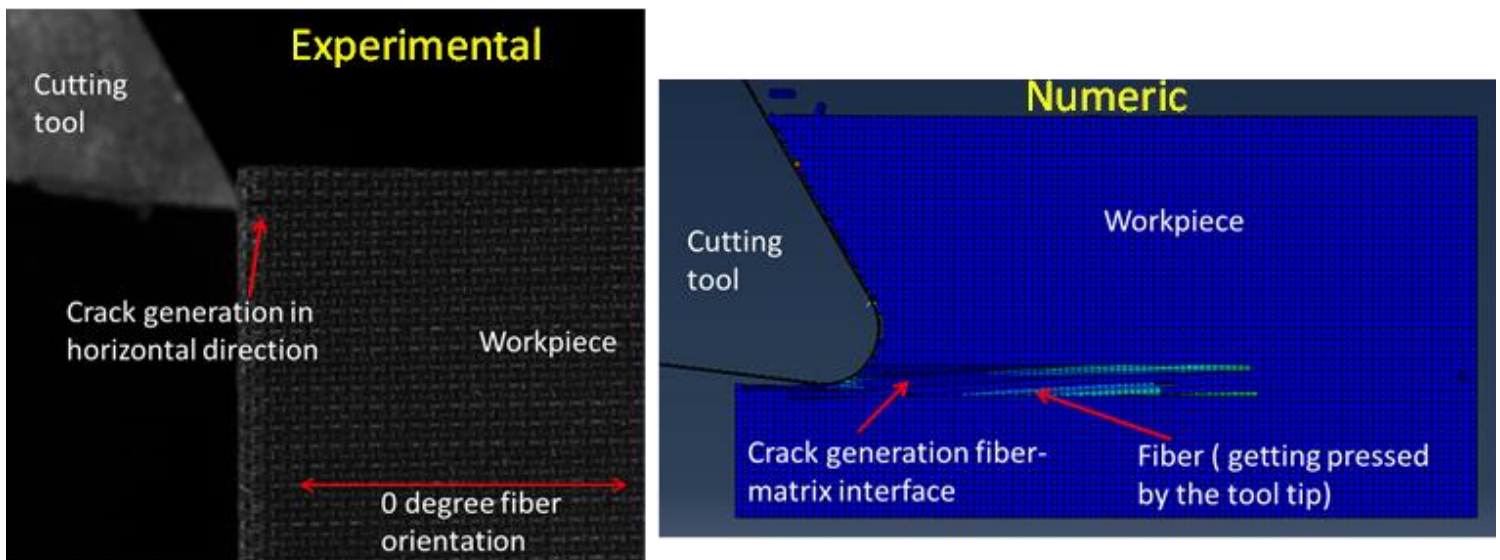 Experimental
Cutting
tool
Crack generation in
horizontal direction
Workpiece
0 degree fiber
orientation
Numeric
Workpiece
Cutting
tool
Crack generation fiber-
matrix interface
Fiber ( getting pressed
by the tool tip)